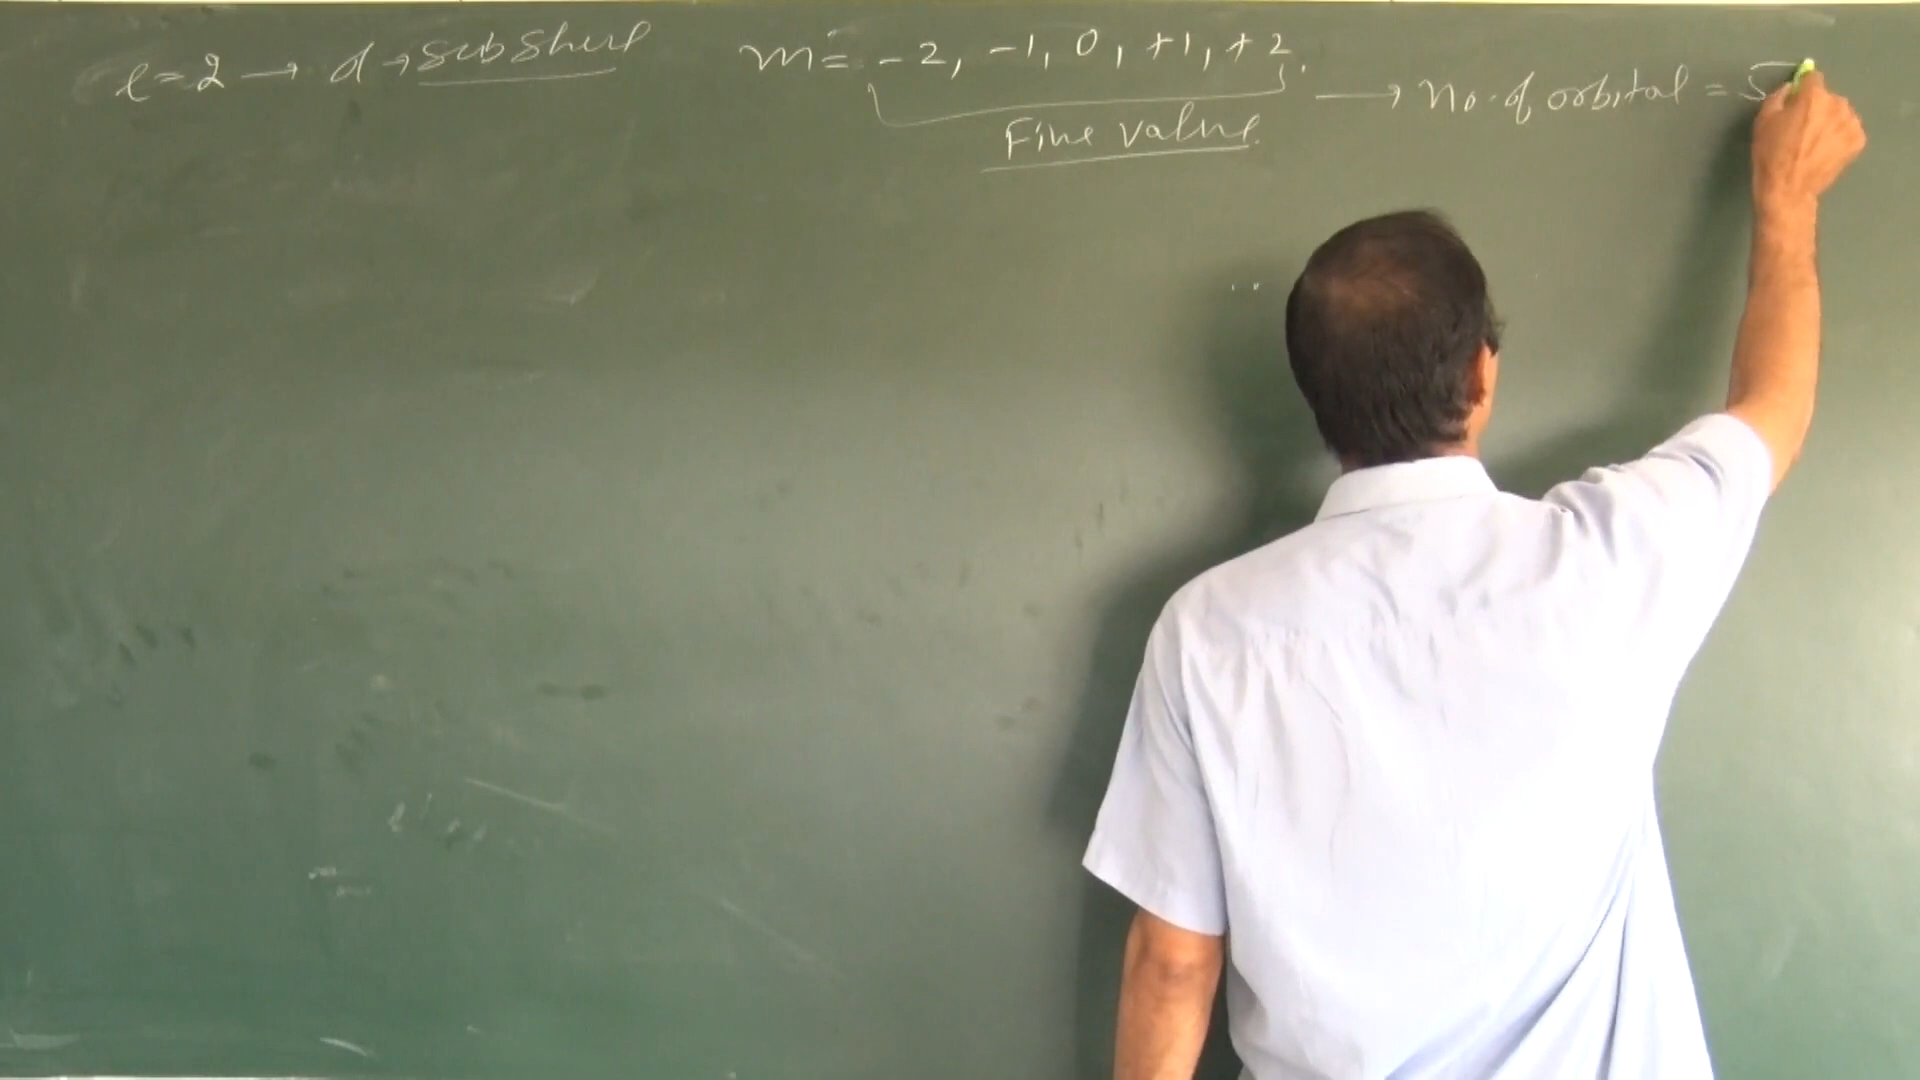 l=2 → d → subshell m = -2, -1, 0, +1, +2. → No. of orbital = 5
Five value.